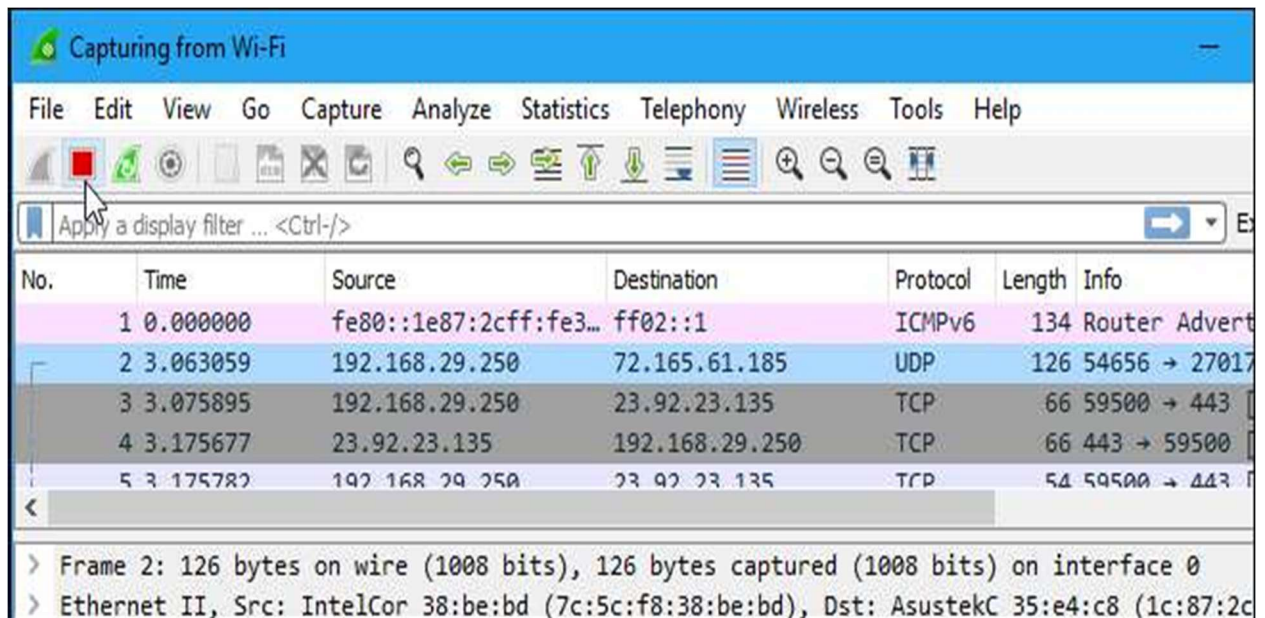 Capturing from Wi-Fi
File Edit View Go Capture Analyze Statistics Telephony Wireless Tools Help
Apply a display filter ... <Ctrl-/>
No. Time Source Destination Protocol Length Info
1 0.000000 fe80::1e87:2cff:fe3… ff02::1 ICMPv6 134 Router Advert
2 3.063059 192.168.29.250 72.165.61.185 UDP 126 54656 → 27017
3 3.075895 192.168.29.250 23.92.23.135 TCP 66 59500 → 443 [
4 3.175677 23.92.23.135 192.168.29.250 TCP 66 443 → 59500 [
5 3.175782 192.168.29.250 23.92.23.135 TCP 54 59500 → 443 [
Frame 2: 126 bytes on wire (1008 bits), 126 bytes captured (1008 bits) on interface 0
Ethernet II, Src: IntelCor 38:be:bd (7c:5c:f8:38:be:bd), Dst: AsustekC 35:e4:c8 (1c:87:2c